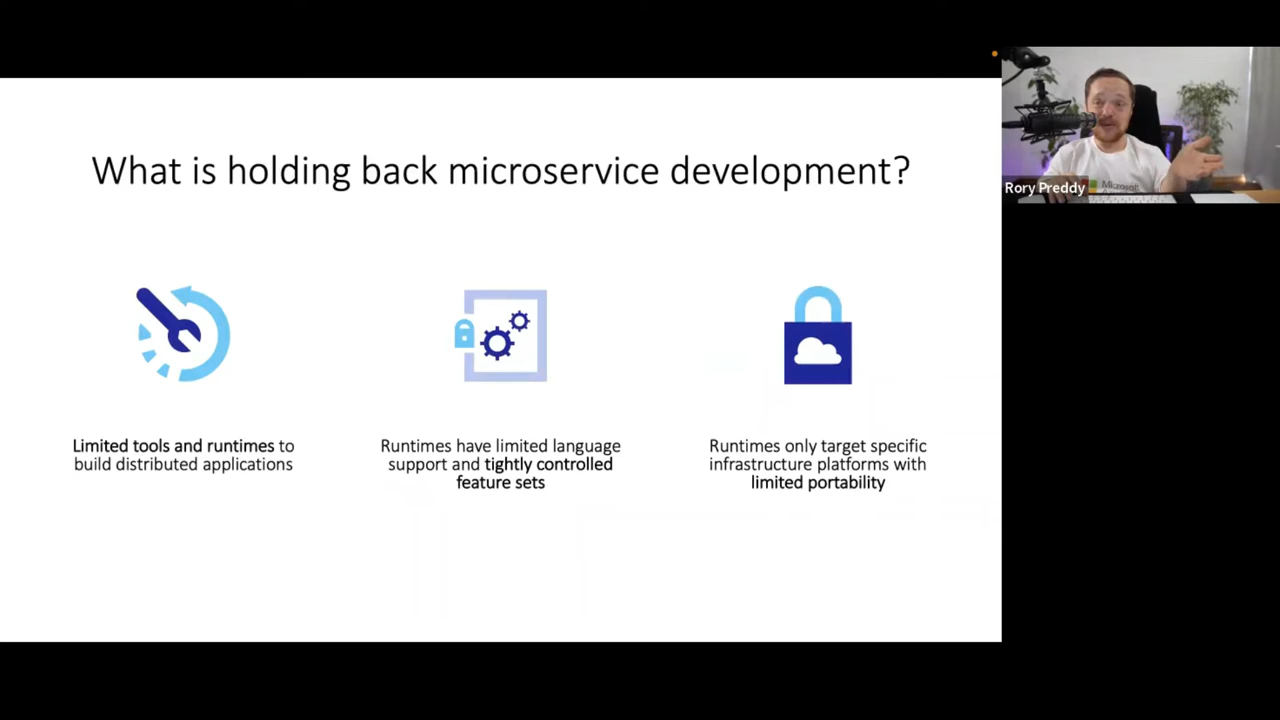 What is holding back microservice development?
Limited tools and runtimes to
build distributed applications
Runtimes have limited language
support and tightly controlled
feature sets
Runtimes only target specific
infrastructure platforms with
limited portability
Rory Preddy
Microsoft